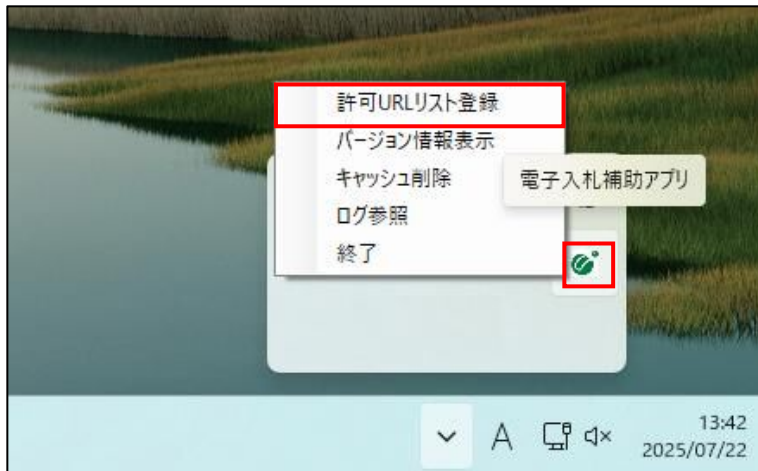 許可URLリスト登録
バージョン情報表示
キャッシュ削除
電子入札補助アプリ
ログ参照
終了
A
13:42
2025/07/22